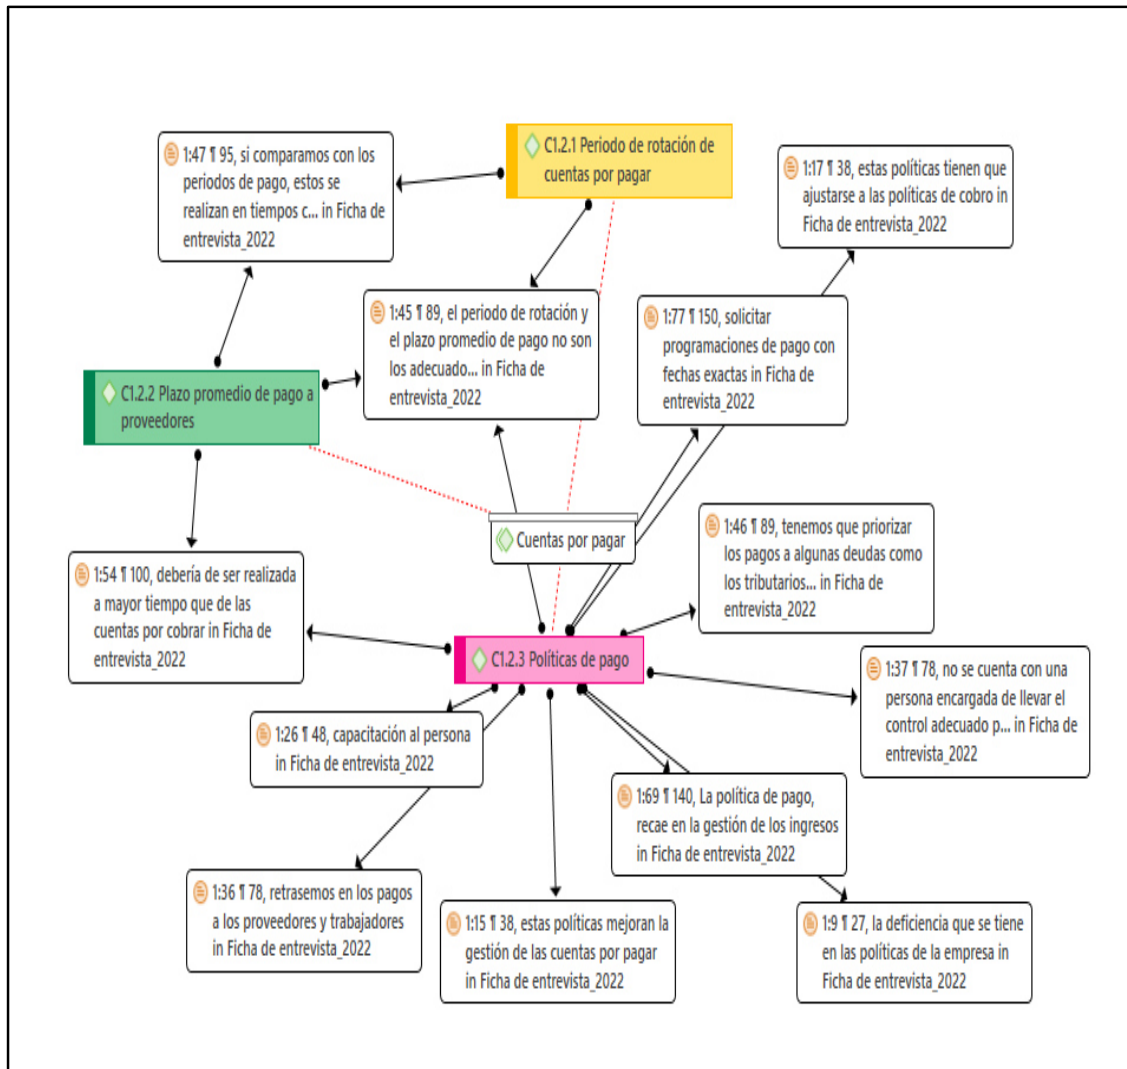 C1.2.1 Periodo de rotación de
cuentas por pagar
1:47 ¶ 95, si comparamos con los
periodos de pago, estos se
realizan en tiempos c... in Ficha de
entrevista_2022
1:17 ¶ 38, estas políticas tienen que
ajustarse a las políticas de cobro in
Ficha de entrevista_2022
1:45 ¶ 89, el periodo de rotación y
el plazo promedio de pago no son
los adecuado... in Ficha de
entrevista_2022
1:77 ¶ 150, solicitar
programaciones de pago con
fechas exactas in Ficha de
entrevista_2022
C1.2.2 Plazo promedio de pago a
proveedores
Cuentas por pagar
1:46 ¶ 89, tenemos que priorizar
los pagos a algunas deudas como
los tributarios... in Ficha de
entrevista_2022
1:54 ¶ 100, debería de ser realizada
a mayor tiempo que de las
cuentas por cobrar in Ficha de
entrevista_2022
C1.2.3 Políticas de pago
1:37 ¶ 78, no se cuenta con una
persona encargada de llevar el
control adecuado p... in Ficha de
entrevista_2022
1:26 ¶ 48, capacitación al persona
in Ficha de entrevista_2022
1:69 ¶ 140, La política de pago,
recae en la gestión de los ingresos
in Ficha de entrevista_2022
1:36 ¶ 78, retrasemos en los pagos
a los proveedores y trabajadores
in Ficha de entrevista_2022
1:15 ¶ 38, estas políticas mejoran la
gestión de las cuentas por pagar
in Ficha de entrevista_2022
1:9 ¶ 27, la deficiencia que se tiene
en las políticas de la empresa in
Ficha de entrevista_2022